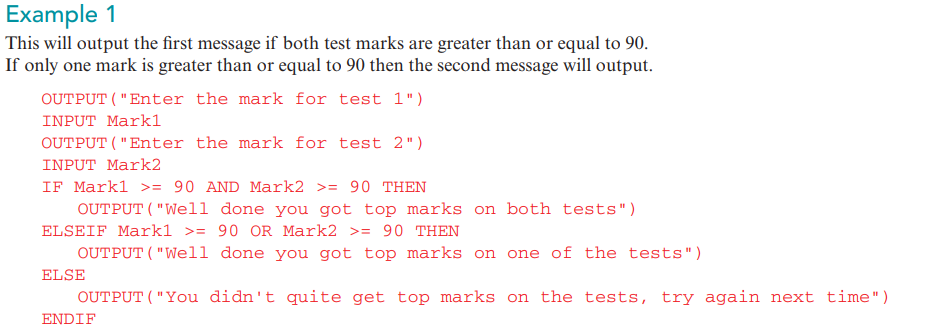 Example 1
This will output the first message if both test marks are greater than or equal to 90.
If only one mark is greater than or equal to 90 then the second message will output.
OUTPUT("Enter the mark for test 1")
INPUT Mark1
OUTPUT("Enter the mark for test 2")
INPUT Mark2
IF Mark1 >= 90 AND Mark2 >= 90 THEN
    OUTPUT("Well done you got top marks on both tests")
ELSEIF Mark1 >= 90 OR Mark2 >= 90 THEN
    OUTPUT("Well done you got top marks on one of the tests")
ELSE
    OUTPUT("You didn't quite get top marks on the tests, try again next time")
ENDIF